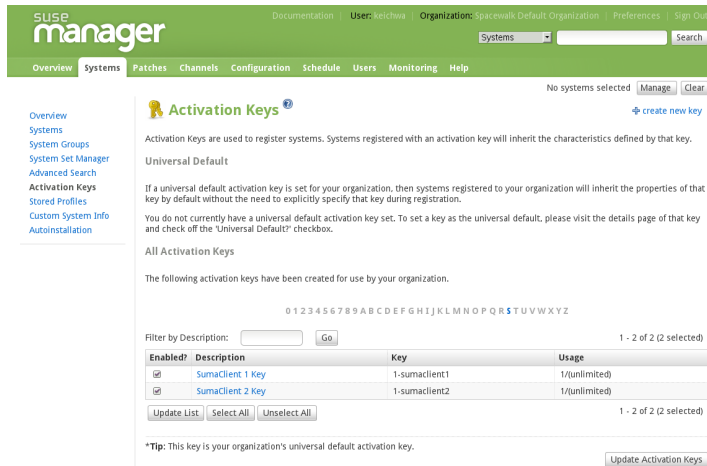 suse
manager
Documentation | User: keichwa | Organization: Spacewalk Default Organization | Preferences | Sign Out
Systems Search
Overview Systems Patches Channels Configuration Schedule Users Monitoring Help
No systems selected Manage Clear
Overview
Systems
System Groups
System Set Manager
Advanced Search
Activation Keys
Stored Profiles
Custom System Info
Autoinstallation
Activation Keys ?
create new key
Activation Keys are used to register systems. Systems registered with an activation key will inherit the characteristics defined by that key.
Universal Default
If a universal default activation key is set for your organization, then systems registered to your organization will inherit the properties of that
key by default without the need to explicitly specify that key during registration.
You do not currently have a universal default activation key set. To set a key as the universal default, please visit the details page of that key
and check off the 'Universal Default?' checkbox.
All Activation Keys
The following activation keys have been created for use by your organization.
0 1 2 3 4 5 6 7 8 9 A B C D E F G H I J K L M N O P Q R S T U V W X Y Z
Filter by Description: Go 1 - 2 of 2 (2 selected)
Enabled? Description Key Usage
SumaClient 1 Key 1-sumaclient1 1/(unlimited)
SumaClient 2 Key 1-sumaclient2 1/(unlimited)
Update List Select All Unselect All 1 - 2 of 2 (2 selected)
*Tip: This key is your organization's universal default activation key.
Update Activation Keys